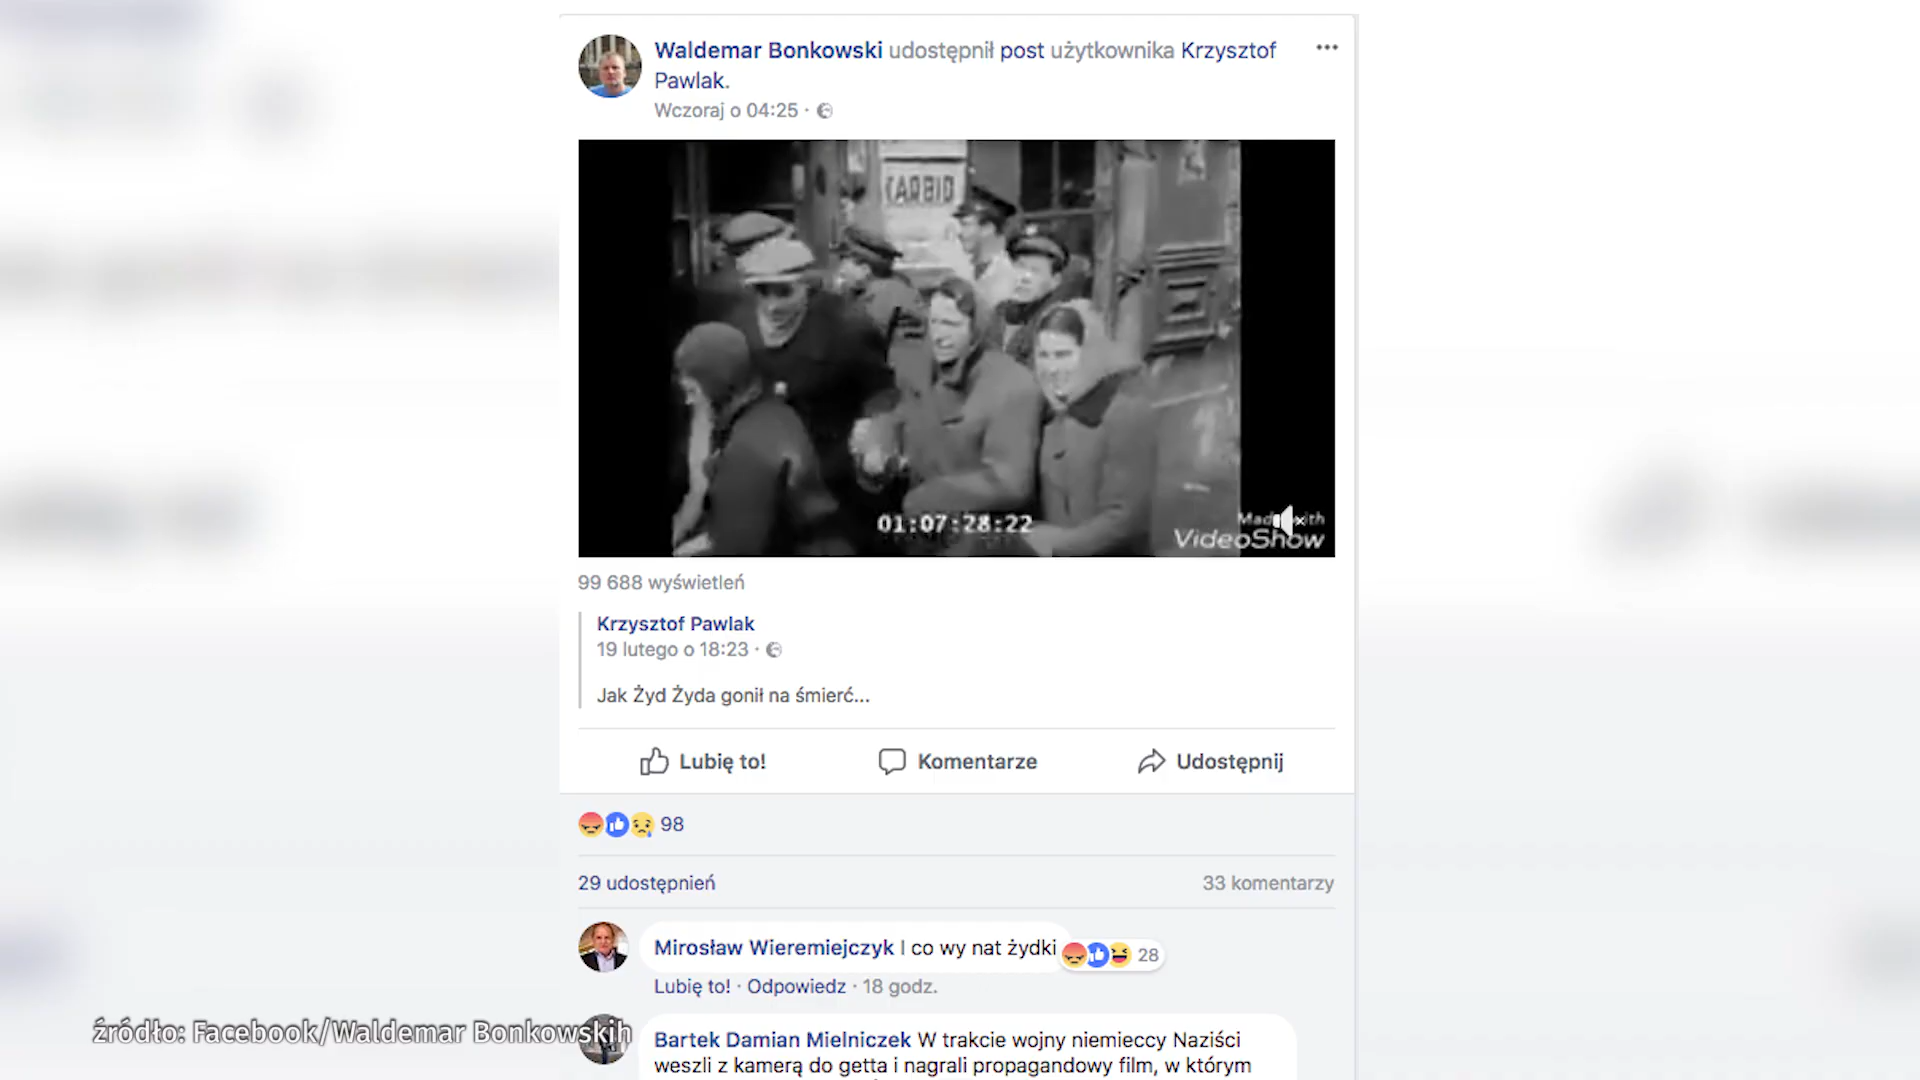 Waldemar Bonkowski udostępnił post użytkownika Krzysztof
Pawlak.
Wczoraj o 04:25 ·
KARBID
01:07:28:22
Made with
VideoShow
99 688 wyświetleń
Krzysztof Pawlak
19 lutego o 18:23 ·
Jak Żyd Żyda gonił na śmierć...
Lubię to! Komentarze Udostępnij
98
29 udostępnień 33 komentarzy
Mirosław Wieremiejczyk I co wy nat żydki
28
Lubię to! · Odpowiedz · 18 godz.
źródło: Facebook/Waldemar Bonkowskih
Bartek Damian Mielniczek W trakcie wojny niemieccy Naziści
weszli z kamerą do getta i nagrali propagandowy film, w którym